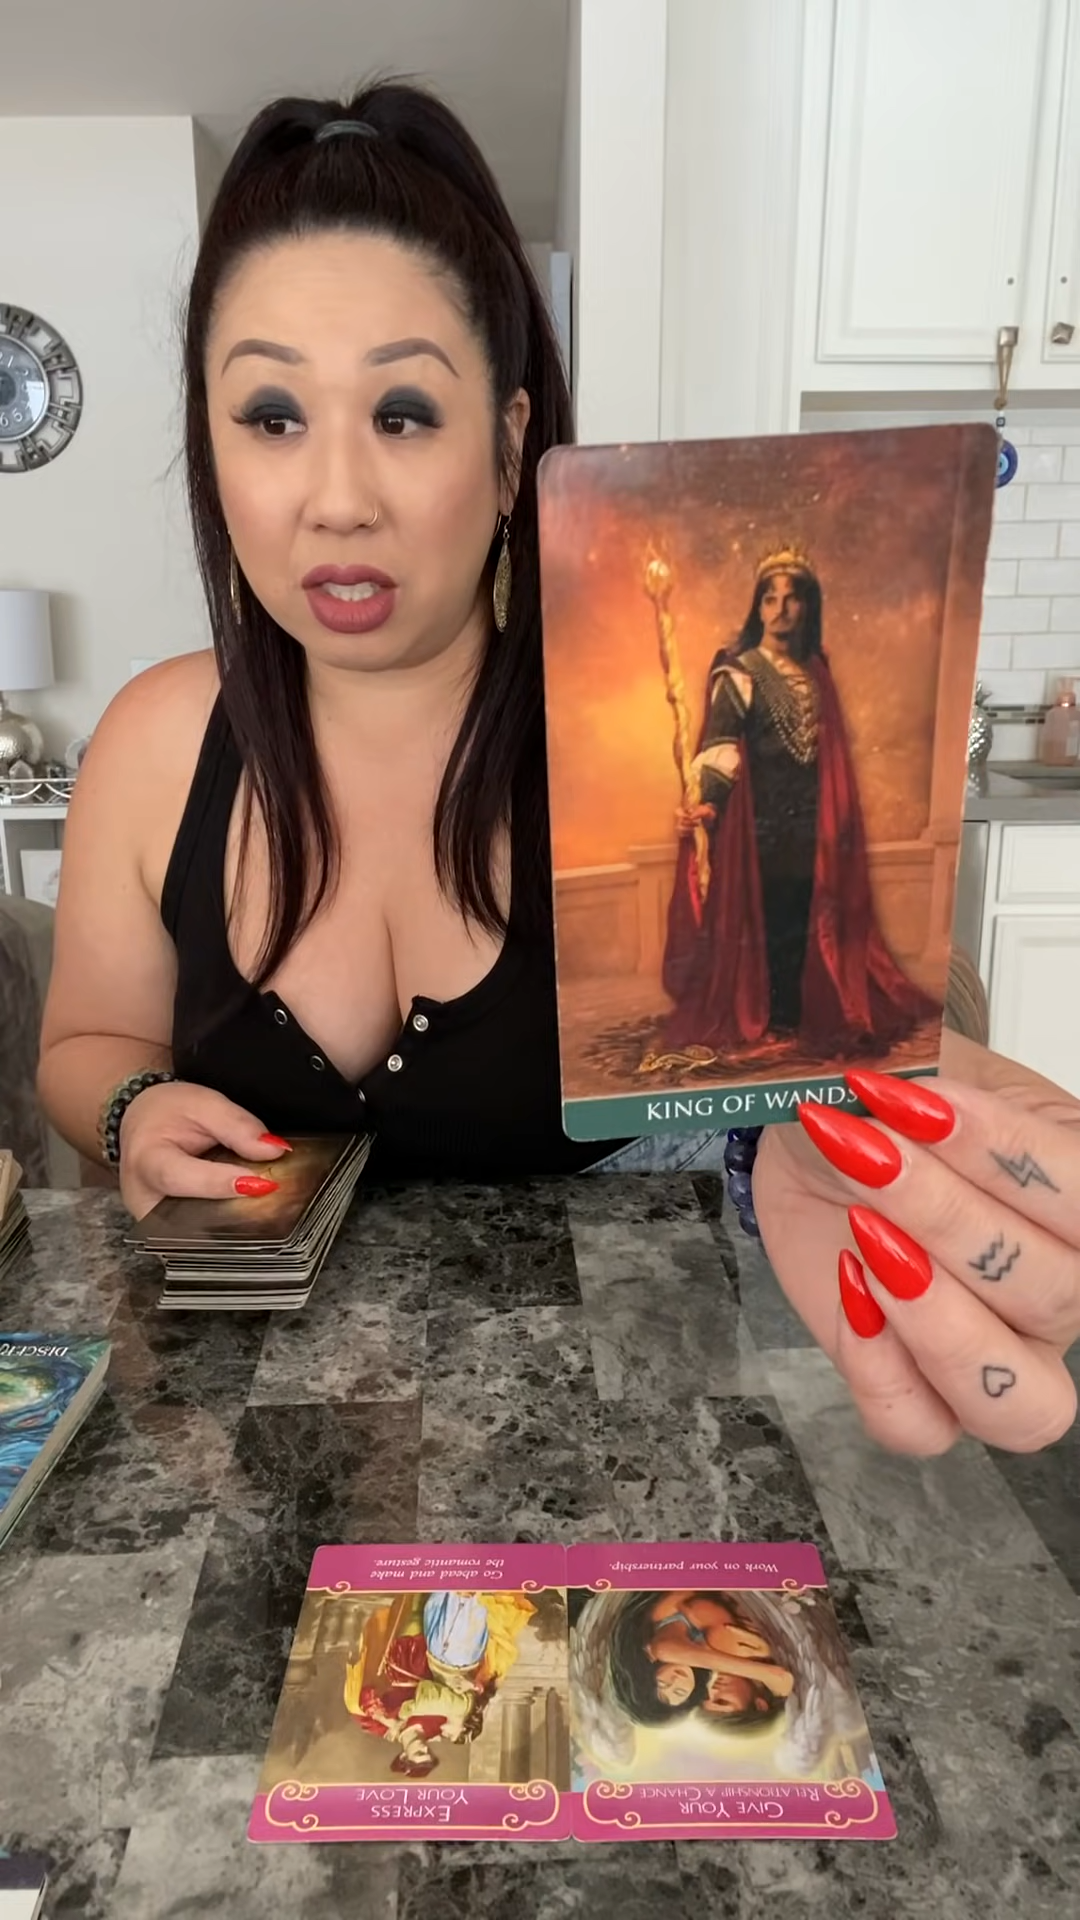 KING OF WANDS
DISCER
Go ahead and make
the romantic gesture.
Work on your partnership.
EXPRESS
YOUR LOVE
GIVE YOUR
RELATIONSHIP A CHANCE